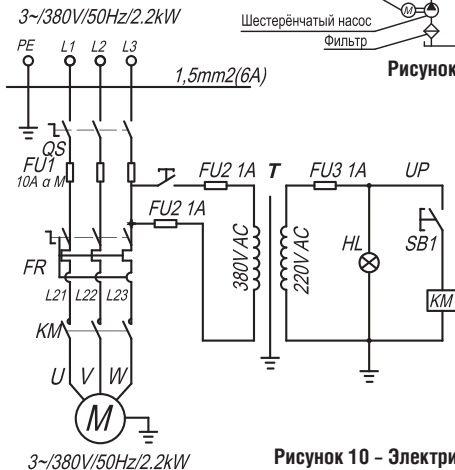 3~/380V/50Hz/2.2kW
M
Шестерёнчатый насос
Фильтр
Рисунок
PE L1 L2 L3
1,5mm2(6A)
QS
FU1
10A a M
FU2 1A
T
FU3 1A
UP
FU2 1A
380V AC
220V AC
HL
SB1
FR
L21 L22 L23
KM
KM
U V W
M
3~/380V/50Hz/2.2kW
Рисунок 10 – Электри